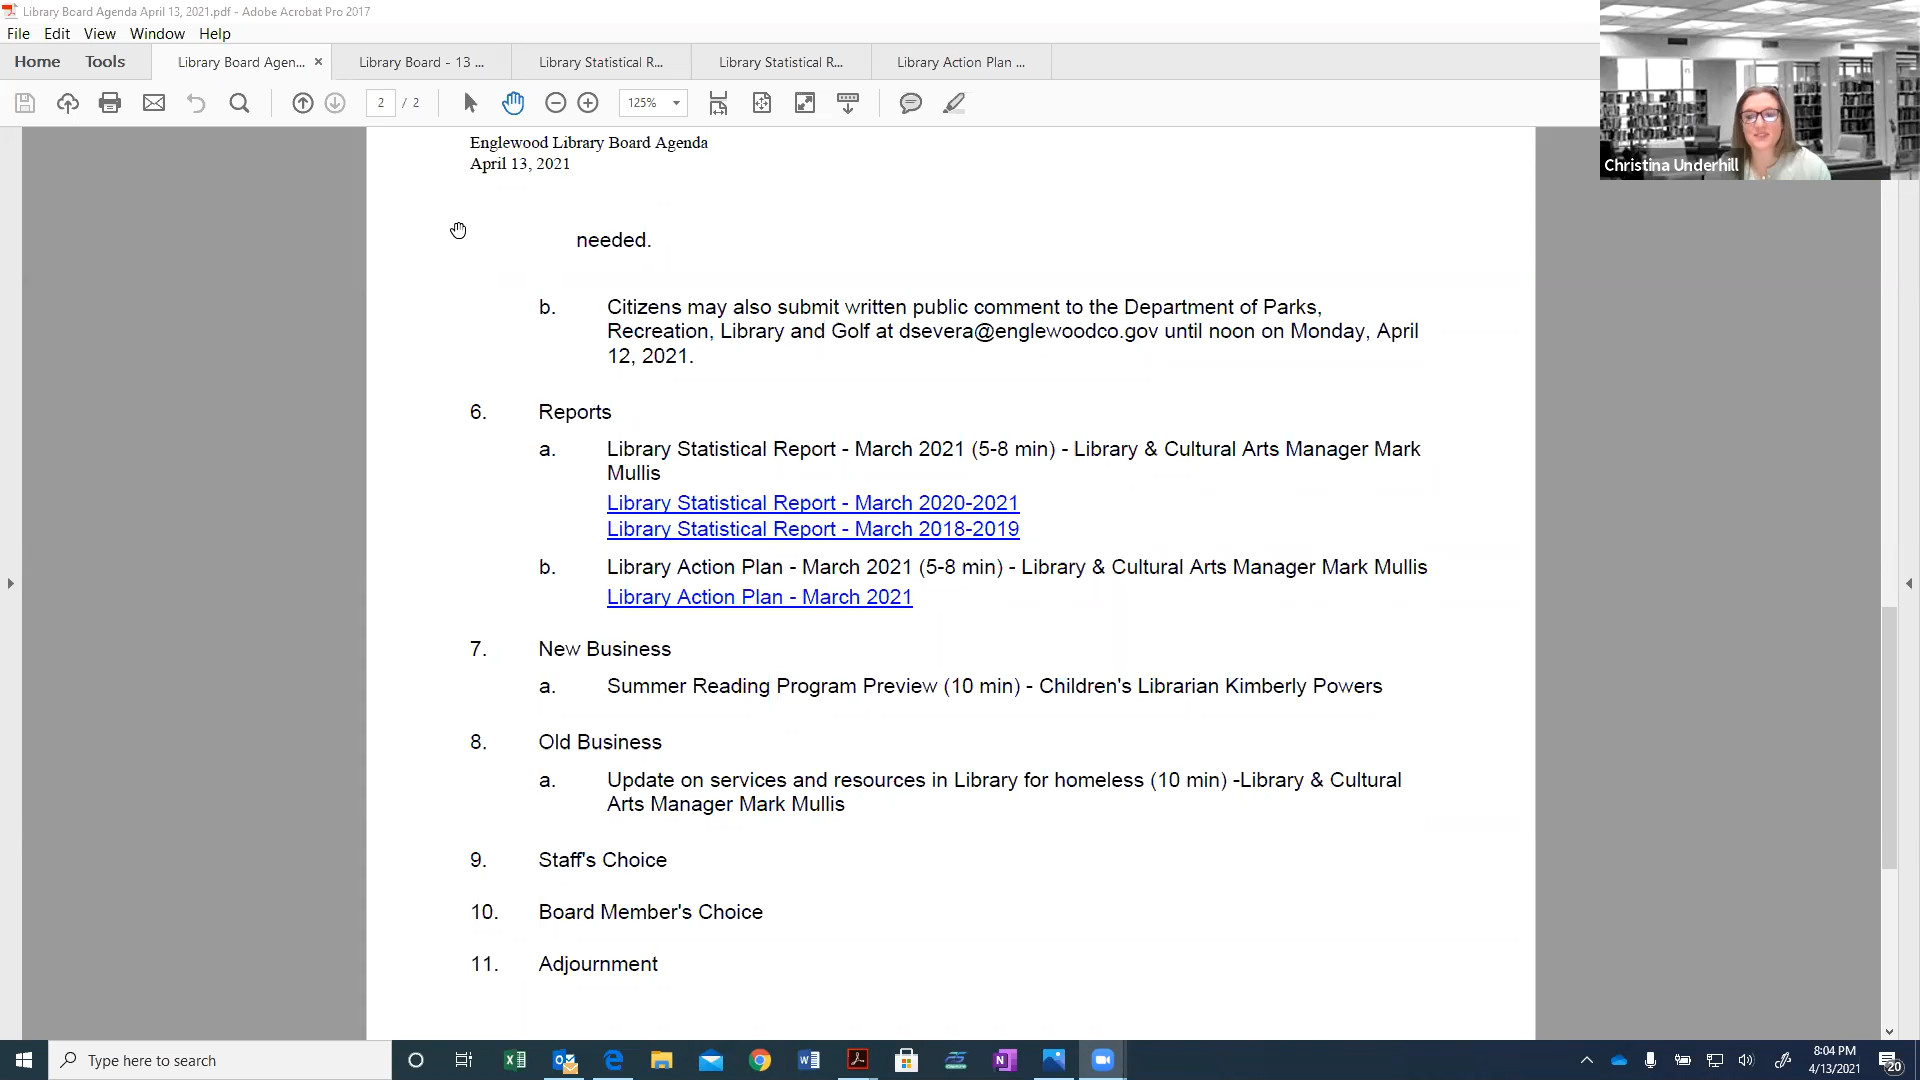 Library Board Agenda April 13, 2021.pdf - Adobe Acrobat Pro 2017
File Edit View Window Help
Home Tools Library Board Agen... × Library Board - 13 ... Library Statistical R... Library Statistical R... Library Action Plan ...
2 / 2 125%
Christina Underhill
Englewood Library Board Agenda
April 13, 2021
needed.
b. Citizens may also submit written public comment to the Department of Parks,
Recreation, Library and Golf at dsevera@englewoodco.gov until noon on Monday, April
12, 2021.
6. Reports
a. Library Statistical Report - March 2021 (5-8 min) - Library & Cultural Arts Manager Mark
Mullis
Library Statistical Report - March 2020-2021
Library Statistical Report - March 2018-2019
b. Library Action Plan - March 2021 (5-8 min) - Library & Cultural Arts Manager Mark Mullis
Library Action Plan - March 2021
7. New Business
a. Summer Reading Program Preview (10 min) - Children's Librarian Kimberly Powers
8. Old Business
a. Update on services and resources in Library for homeless (10 min) -Library & Cultural
Arts Manager Mark Mullis
9. Staff's Choice
10. Board Member's Choice
11. Adjournment
Type here to search
8:04 PM
4/13/2021
20